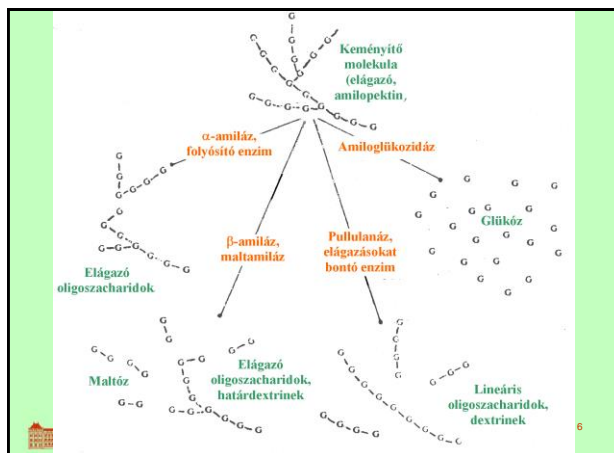 Keményítő
molekula
(elágazó,
amilopektin,
α-amiláz,
folyósító enzim
Amiloglükozidáz
Glükóz
β-amiláz,
maltamiláz
Pullulanáz,
elágazásokat
bontó enzim
Elágazó
oligoszacharidok
Maltóz
Elágazó
oligoszacharidok,
határdextrinek
Lineáris
oligoszacharidok,
dextrinek
6